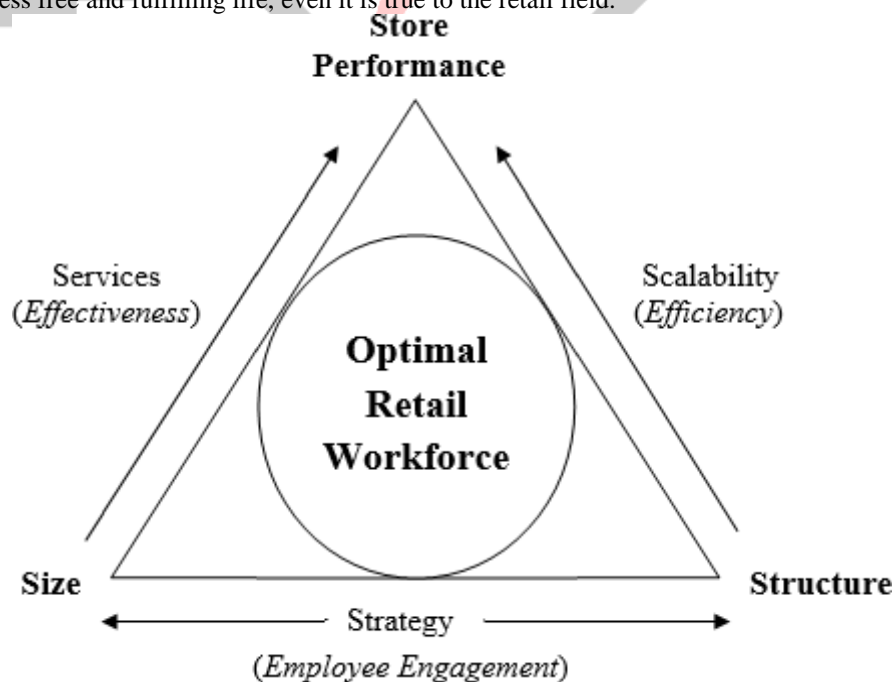 ess free and fulfilling life, even it is true to the retail field.
Store
Performance
Services
(Effectiveness)
Scalability
(Efficiency)
Optimal
Retail
Workforce
Size
Structure
Strategy
(Employee Engagement)